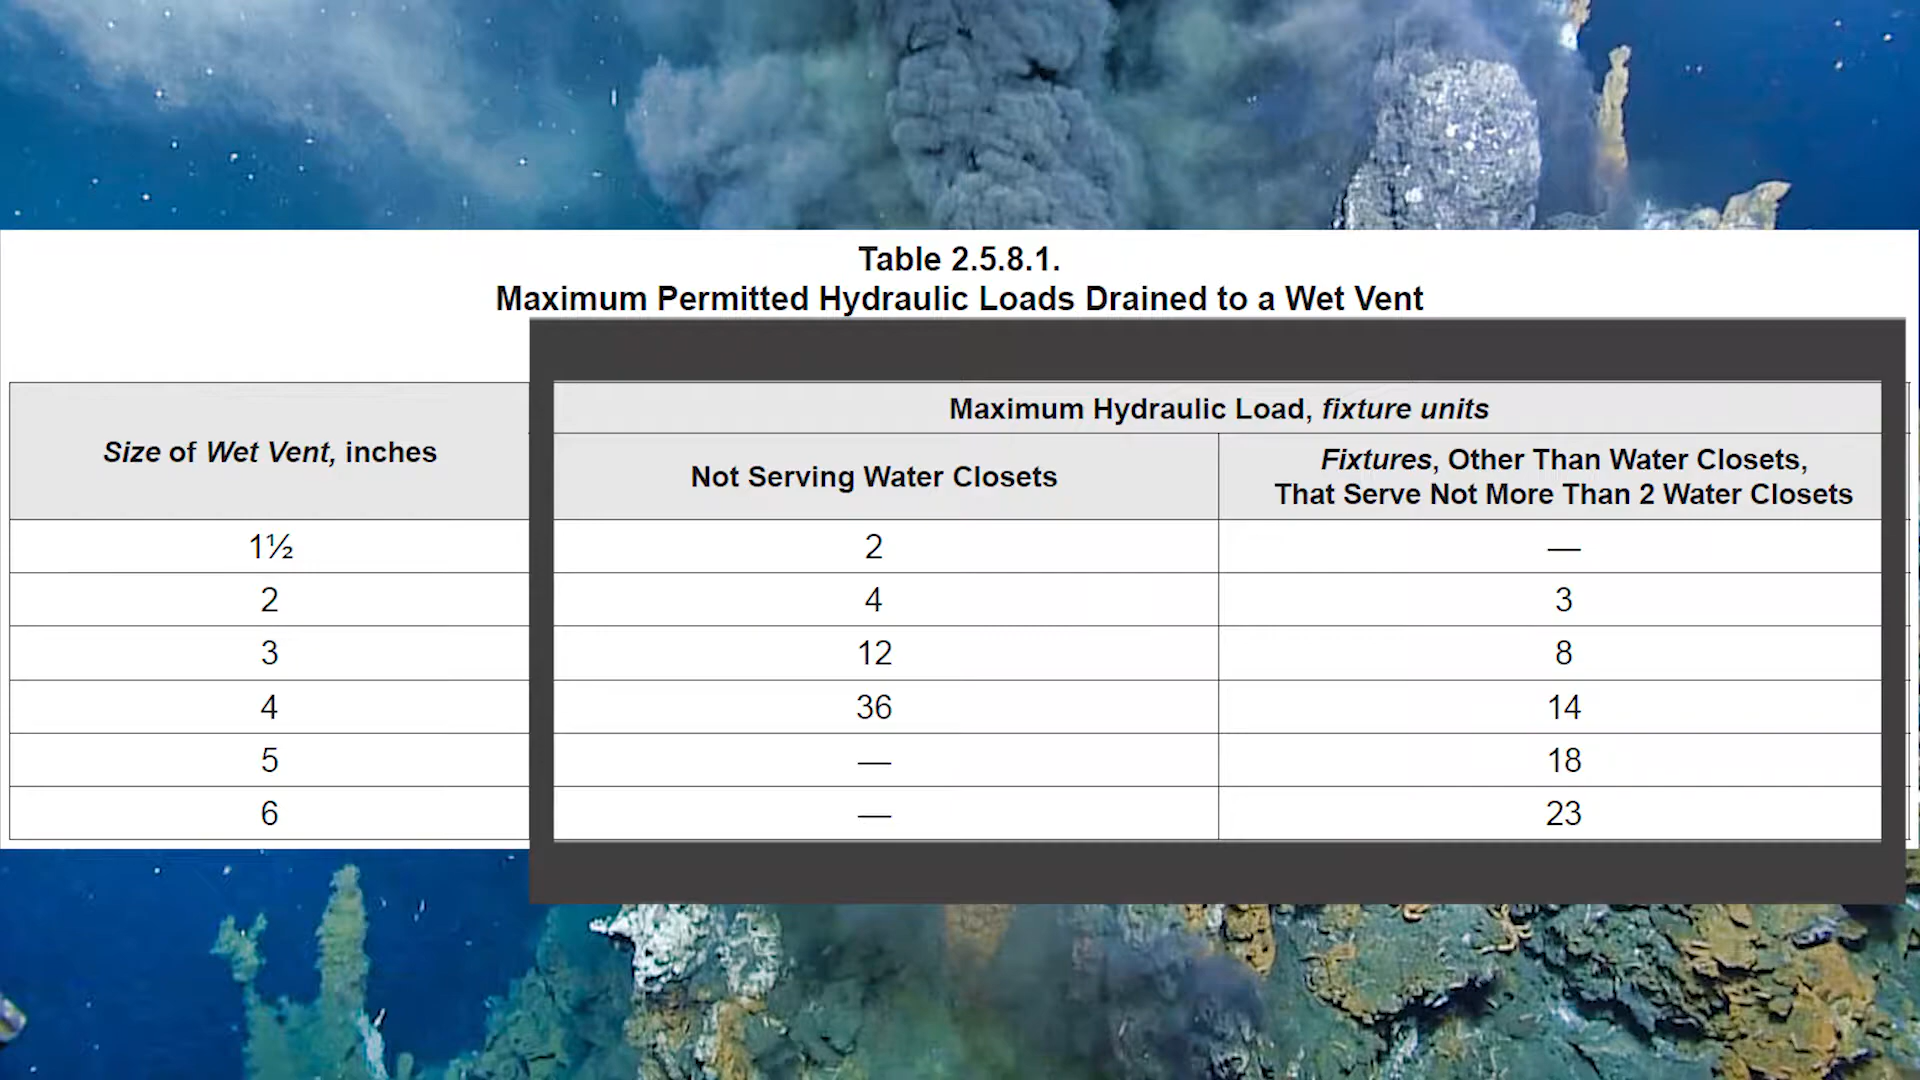 Table 2.5.8.1.
Maximum Permitted Hydraulic Loads Drained to a Wet Vent
Size of Wet Vent, inches
Maximum Hydraulic Load, fixture units
Not Serving Water Closets
Fixtures, Other Than Water Closets,
That Serve Not More Than 2 Water Closets
1½ 2 —
2 4 3
3 12 8
4 36 14
5 — 18
6 — 23